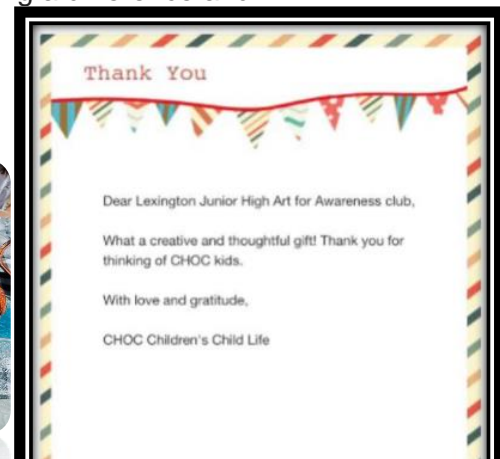 Thank You
Dear Lexington Junior High Art for Awareness club,
What a creative and thoughtful gift! Thank you for
thinking of CHOC kids.
With love and gratitude,
CHOC Children's Child Life